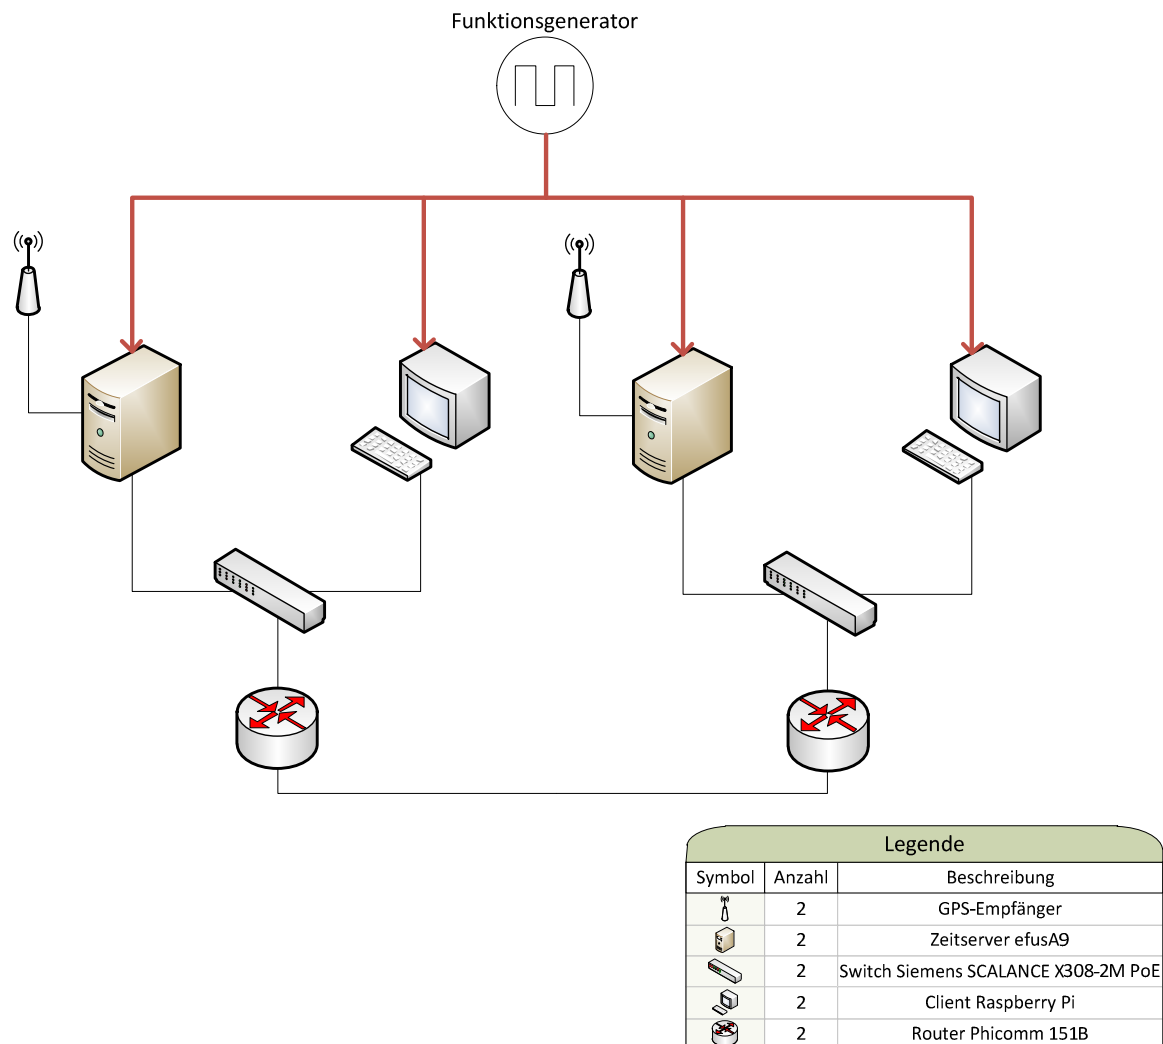 Funktionsgenerator
Legende
Symbol Anzahl Beschreibung
2 GPS-Empfänger
2 Zeitserver efusA9
2 Switch Siemens SCALANCE X308-2M PoE
2 Client Raspberry Pi
2 Router Phicomm 151B